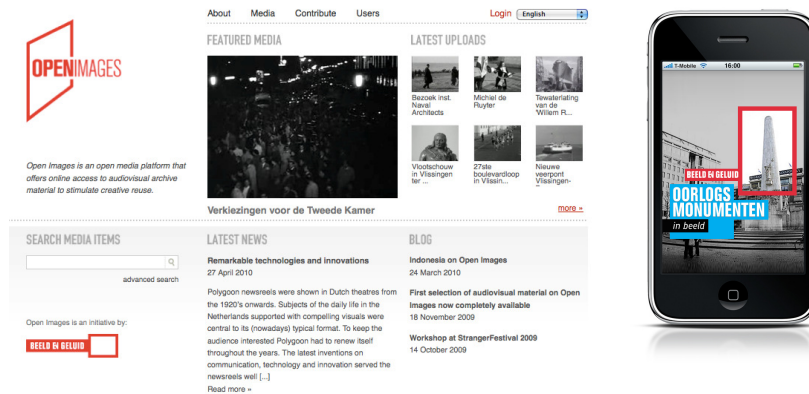 About Media Contribute Users Login English
OPENIMAGES
Open Images is an open media platform that
offers online access to audiovisual archive
material to stimulate creative reuse.
FEATURED MEDIA
Verkiezingen voor de Tweede Kamer
LATEST UPLOADS
Bezoek inst.
Naval
Architects
Michiel de
Ruyter
Tewaterlating
van de
'Willem R...
Vlootschouw
in Vlissingen
ter ...
27ste
boulevardloop
in Vlissin...
Nieuwe
veerpont
Vlissingen-
more »
SEARCH MEDIA ITEMS
advanced search
Open Images is an initiative by:
BEELD EN GELUID
LATEST NEWS
Remarkable technologies and innovations
27 April 2010
Polygoon newsreels were shown in Dutch theatres from
the 1920's onwards. Subjects of the daily life in the
Netherlands supported with compelling visuals were
central to its (nowadays) typical format. To keep the
audience interested Polygoon had to renew itself
throughout the years. The latest inventions on
communication, technology and innovation served the
newsreels well [...]
Read more »
BLOG
Indonesia on Open Images
24 March 2010
First selection of audiovisual material on Open
Images now completely available
18 November 2009
Workshop at StrangerFestival 2009
14 October 2009
T-Mobile 16:00
BEELD EN GELUID
OORLOGS
MONUMENTEN
in beeld